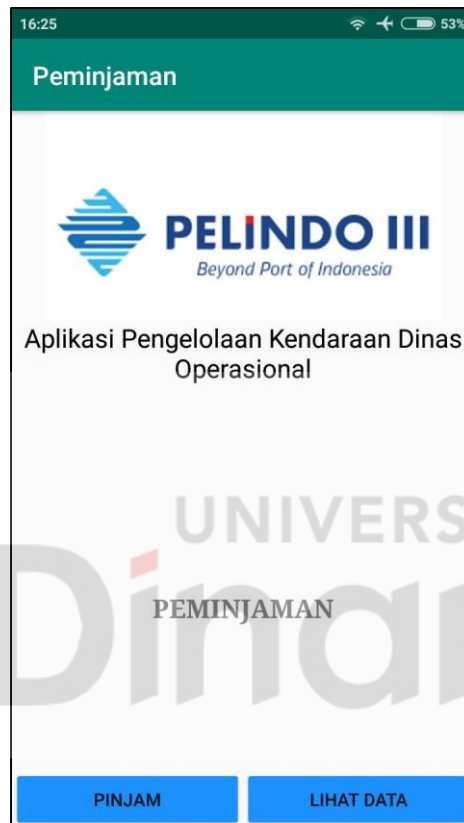 16:25
53%
Peminjaman
PELINDO III
Beyond Port of Indonesia
Aplikasi Pengelolaan Kendaraan Dinas
Operasional
UNIVERS
Dinar
PEMINJAMAN
PINJAM
LIHAT DATA